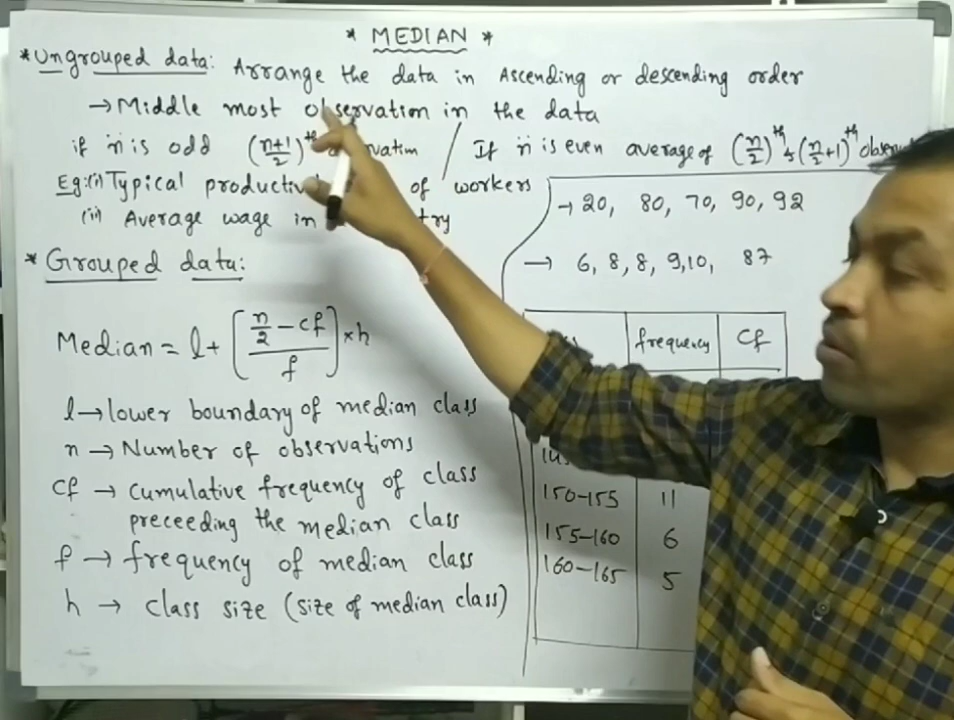 * MEDIAN *
* Ungrouped data: Arrange the data in Ascending or descending order
→ Middle most observation in the data
if n is odd (n+1/2)th / If n is even average of (n/2)th & (n/2+1)th
Eg:(i) Typical of workers
(ii) Average wage in
→ 20, 80, 70, 90, 92
→ 6, 8, 8, 9, 10, 87
* Grouped data:
Median = l + [(n/2 - cf)/f] × h
l → lower boundary of median class
n → Number of observations
cf → cumulative frequency of class
preceeding the median class
f → frequency of median class
h → class size (size of median class)
frequency Cf
150-155 11
155-160 6
160-165 5